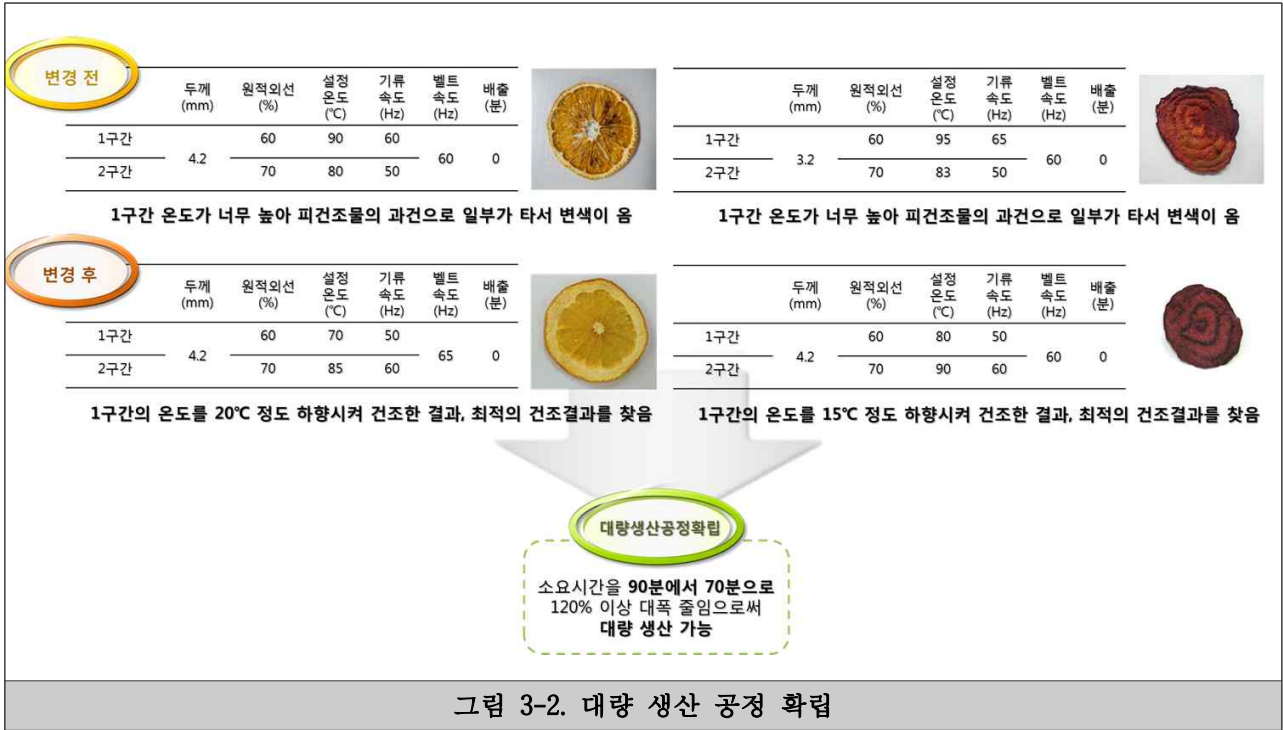 변경 전
두께 (mm) 원적외선 (%) 설정 온도 (℃) 기류 속도 (Hz) 벨트 속도 (Hz) 배출 (분)
1구간 4.2 60 90 60 60 0
2구간 70 80 50
1구간 온도가 너무 높아 피건조물의 과건으로 일부가 타서 변색이 옴
두께 (mm) 원적외선 (%) 설정 온도 (℃) 기류 속도 (Hz) 벨트 속도 (Hz) 배출 (분)
1구간 3.2 60 95 65 60 0
2구간 70 83 50
1구간 온도가 너무 높아 피건조물의 과건으로 일부가 타서 변색이 옴
변경 후
두께 (mm) 원적외선 (%) 설정 온도 (℃) 기류 속도 (Hz) 벨트 속도 (Hz) 배출 (분)
1구간 4.2 60 70 50 65 0
2구간 70 85 60
1구간의 온도를 20℃ 정도 하향시켜 건조한 결과, 최적의 건조결과를 찾음
두께 (mm) 원적외선 (%) 설정 온도 (℃) 기류 속도 (Hz) 벨트 속도 (Hz) 배출 (분)
1구간 4.2 60 80 50 60 0
2구간 70 90 60
1구간의 온도를 15℃ 정도 하향시켜 건조한 결과, 최적의 건조결과를 찾음
대량생산공정확립
소요시간을 90분에서 70분으로
120% 이상 대폭 줄임으로써
대량 생산 가능
그림 3-2. 대량 생산 공정 확립